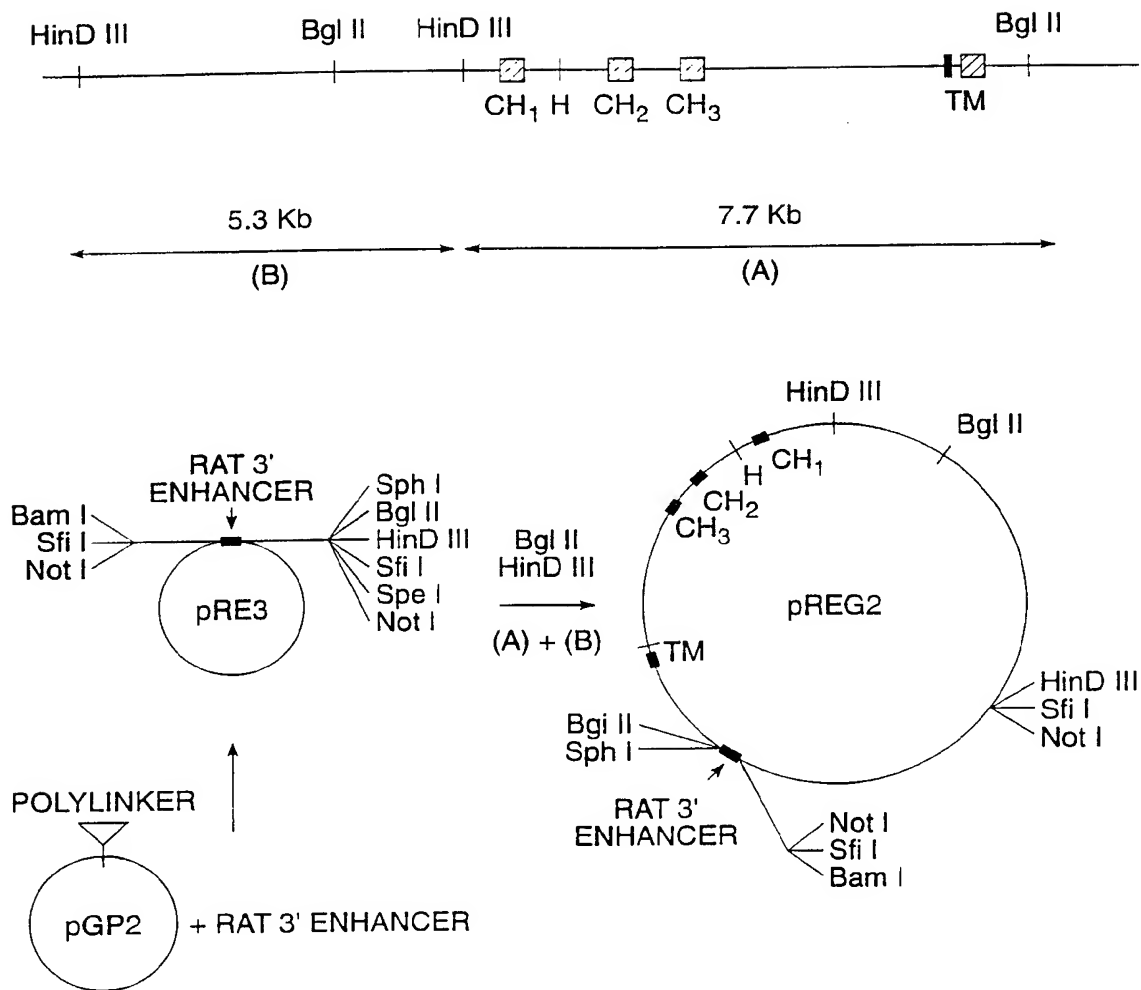 HinD III
Bgl II
HinD III
Bgl II
CH1
H
CH2
CH3
TM
5.3 Kb
7.7 Kb
(B)
(A)
RAT 3'
ENHANCER
Bam I
Sfi I
Not I
Sph I
Bgl II
HinD III
Sfi I
Spe I
Not I
pRE3
Bgl II
HinD III
(A) + (B)
HinD III
Bgl II
CH1
H
CH2
CH3
pREG2
TM
Bgi II
Sph I
HinD III
Sfi I
Not I
RAT 3'
ENHANCER
Not I
Sfi I
Bam I
POLYLINKER
pGP2
+ RAT 3' ENHANCER